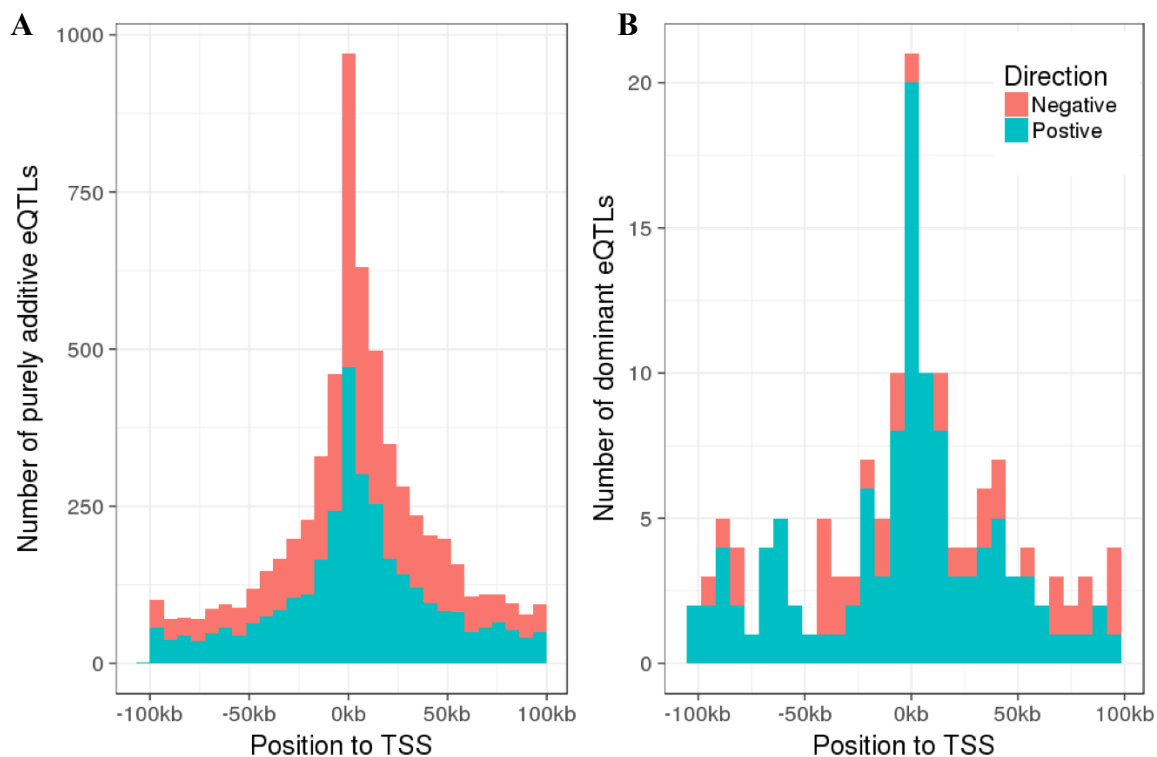 A
Number of purely additive eQTLs
1000
750
500
250
0
-100kb
-50kb
0kb
50kb
100kb
Position to TSS
B
Number of dominant eQTLs
20
15
10
5
0
-100kb
-50kb
0kb
50kb
100kb
Position to TSS
Direction
Negative
Postive